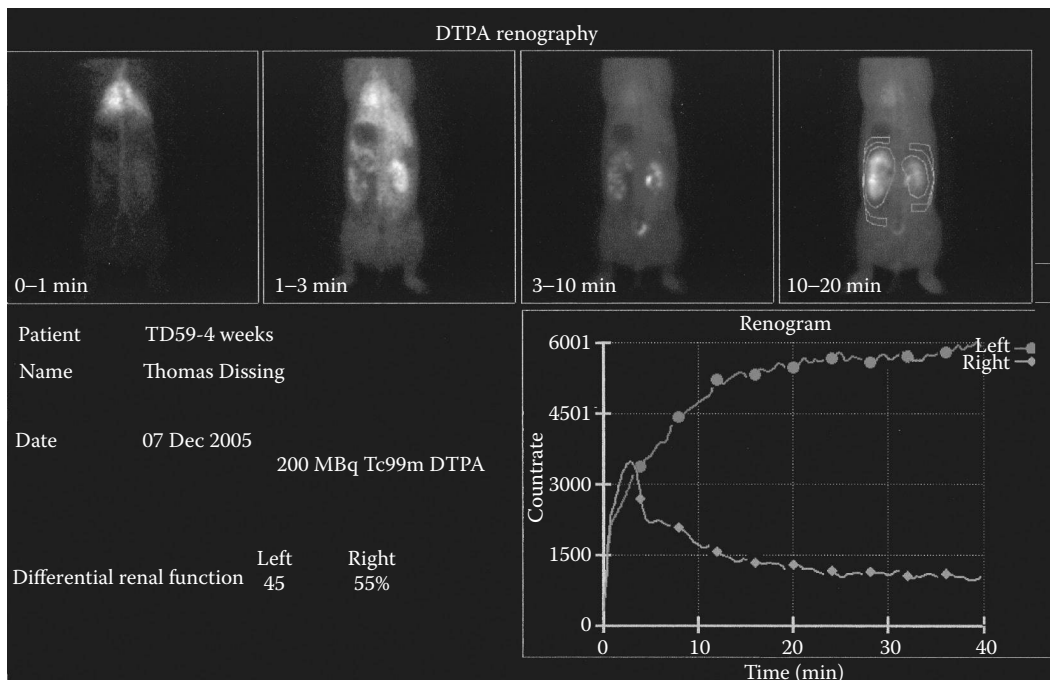 DTPA renography
0–1 min
1–3 min
3–10 min
10–20 min
Patient TD59-4 weeks
Name Thomas Dissing
Date 07 Dec 2005
200 MBq Tc99m DTPA
Left Right
Differential renal function 45 55%
Renogram
Left
Right
6001
4501
3000
1500
0
Countrate
0 10 20 30 40
Time (min)